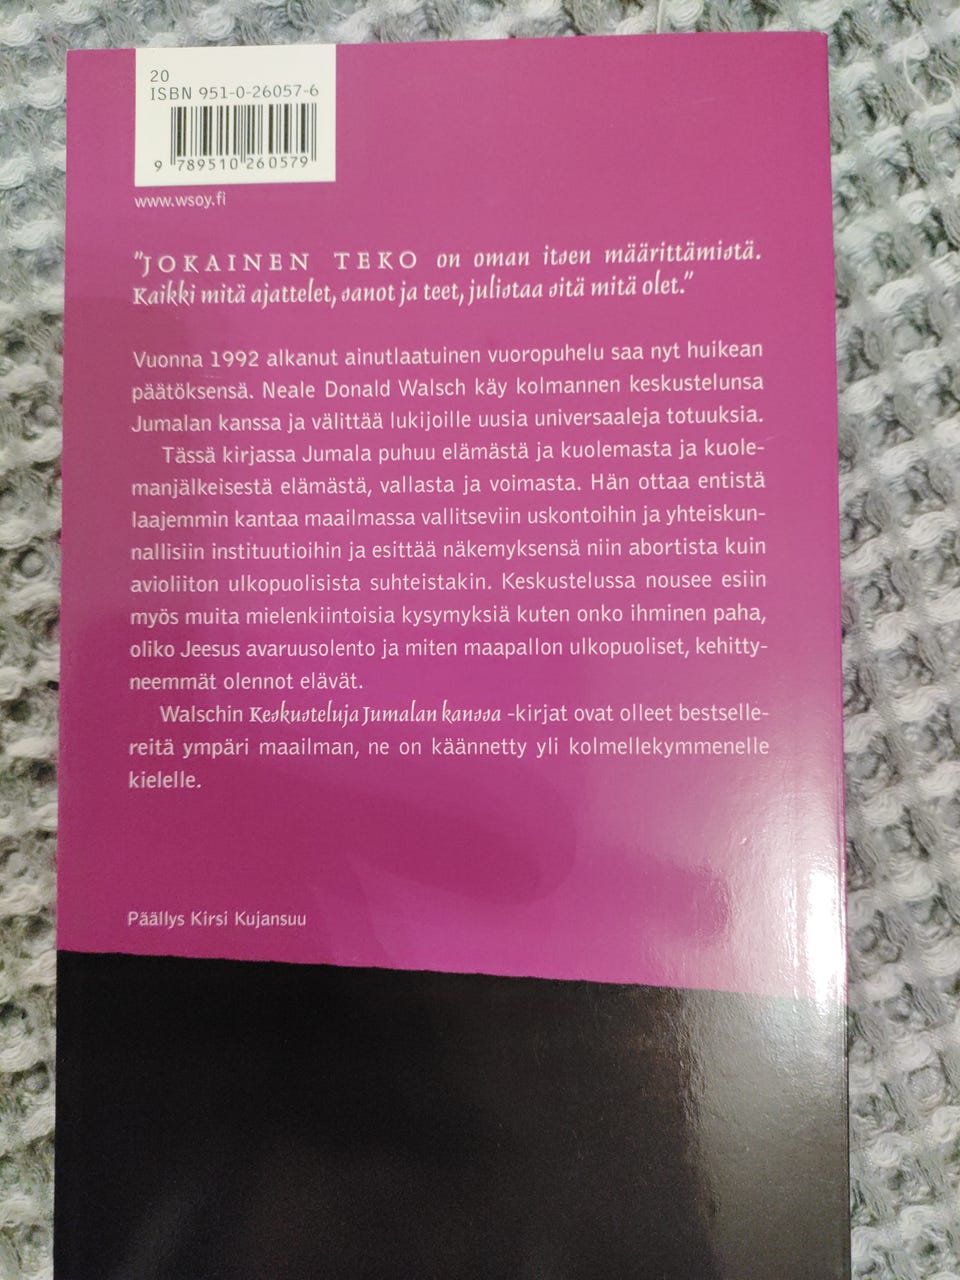 20
ISBN 951-0-26057-6
9 789510 260579
www.wsoy.fi
"JOKAINEN TEKO on oman itsen määrittämistä.
Kaikki mitä ajattelet, sanot ja teet, julistaa sitä mitä olet."
Vuonna 1992 alkanut ainutlaatuinen vuoropuhelu saa nyt huikean
päätöksensä. Neale Donald Walsch käy kolmannen keskustelunsa
Jumalan kanssa ja välittää lukijoille uusia universaaleja totuuksia.
Tässä kirjassa Jumala puhuu elämästä ja kuolemasta ja kuole-
manjälkeisestä elämästä, vallasta ja voimasta. Hän ottaa entistä
laajemmin kantaa maailmassa vallitseviin uskontoihin ja yhteiskun-
nallisiin instituutioihin ja esittää näkemyksensä niin abortista kuin
avioliiton ulkopuolisista suhteistakin. Keskustelussa nousee esiin
myös muita mielenkiintoisia kysymyksiä kuten onko ihminen paha,
oliko Jeesus avaruusolento ja miten maapallon ulkopuoliset, kehitty-
neemmät olennot elävät.
Walschin Keskusteluja Jumalan kanssa -kirjat ovat olleet bestselle-
reitä ympäri maailman, ne on käännetty yli kolmellekymmenelle
kielelle.
Päällys Kirsi Kujansuu